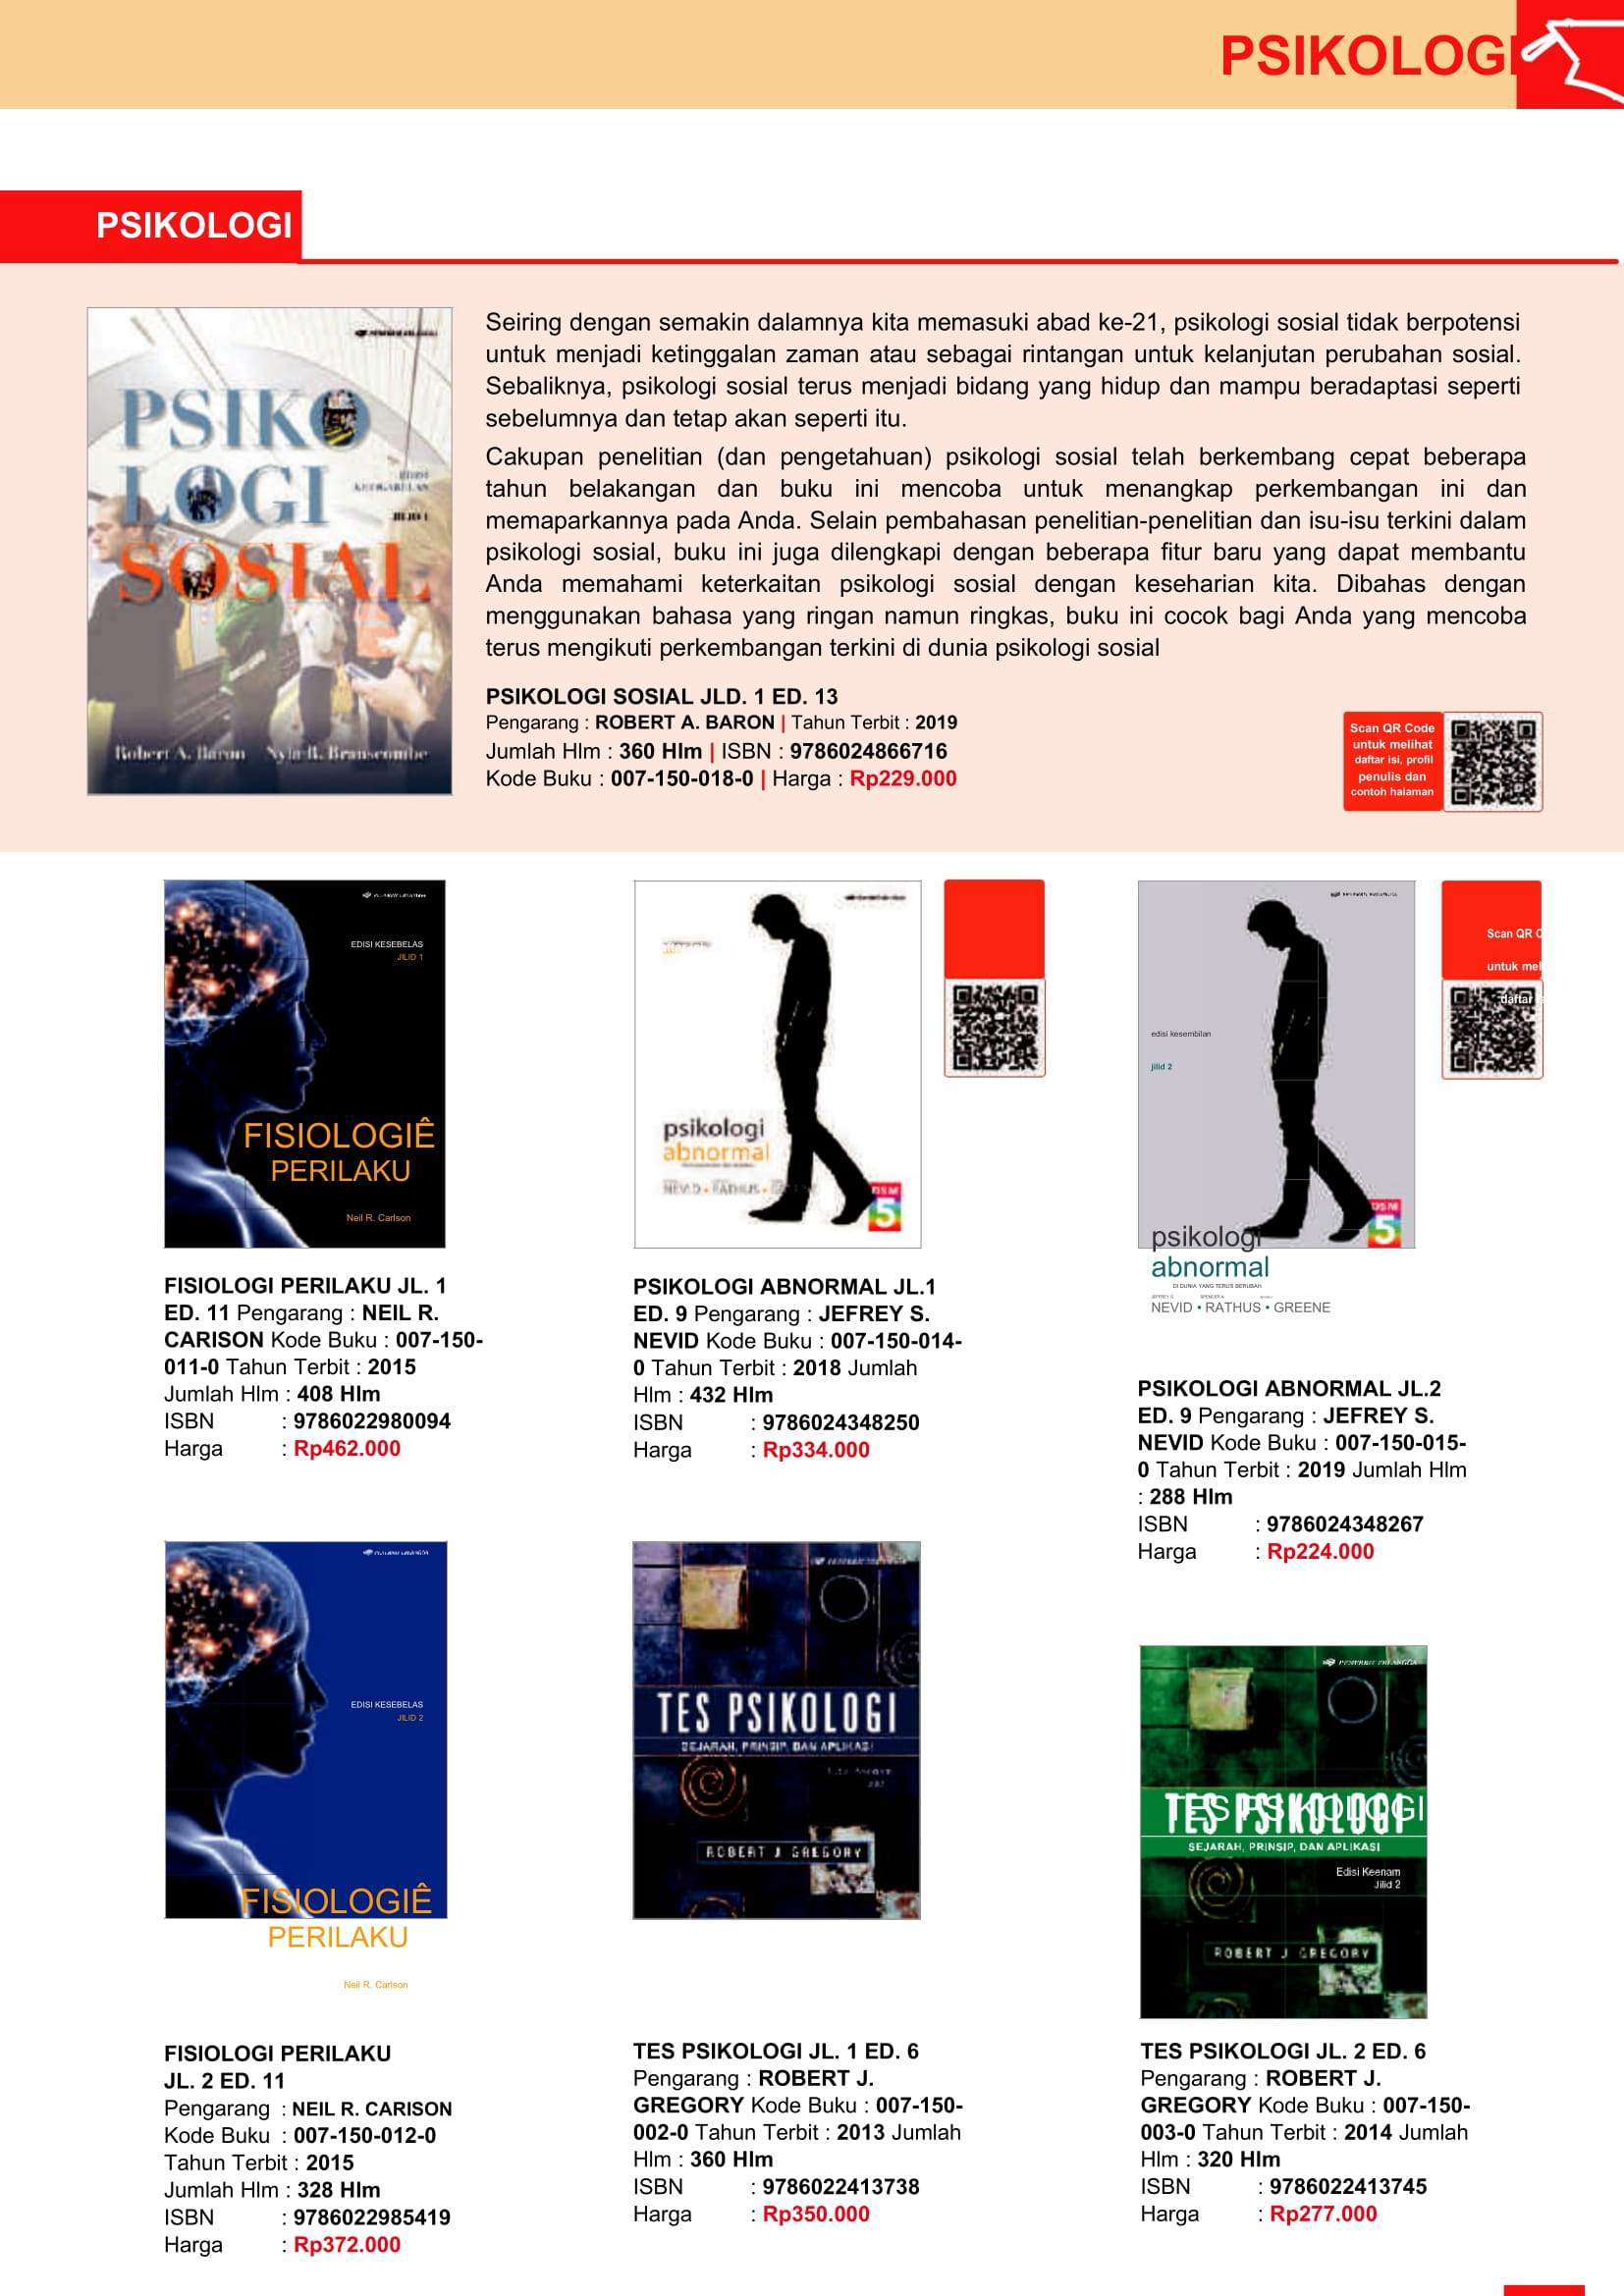 PSIKOLOGI
PSIKOLOGI
PSIKO
LOGI
SOSIAL
Robert A. Baron Nyla R. Branscombe
Seiring dengan semakin dalamnya kita memasuki abad ke-21, psikologi sosial tidak berpotensi
untuk menjadi ketinggalan zaman atau sebagai rintangan untuk kelanjutan perubahan sosial.
Sebaliknya, psikologi sosial terus menjadi bidang yang hidup dan mampu beradaptasi seperti
sebelumnya dan tetap akan seperti itu.
Cakupan penelitian (dan pengetahuan) psikologi sosial telah berkembang cepat beberapa
tahun belakangan dan buku ini mencoba untuk menangkap perkembangan ini dan
memaparkannya pada Anda. Selain pembahasan penelitian-penelitian dan isu-isu terkini dalam
psikologi sosial, buku ini juga dilengkapi dengan beberapa fitur baru yang dapat membantu
Anda memahami keterkaitan psikologi sosial dengan keseharian kita. Dibahas dengan
menggunakan bahasa yang ringan namun ringkas, buku ini cocok bagi Anda yang mencoba
terus mengikuti perkembangan terkini di dunia psikologi sosial
PSIKOLOGI SOSIAL JLD. 1 ED. 13
Pengarang : ROBERT A. BARON | Tahun Terbit : 2019
Jumlah Hlm : 360 Hlm | ISBN : 9786024866716
Kode Buku : 007-150-018-0 | Harga : Rp229.000
Scan QR Code
untuk melihat
daftar isi, profil
penulis dan
contoh halaman
EDISI KESEBELAS
JILID 1
FISIOLOGIÊ
PERILAKU
Neil R. Carlson
FISIOLOGI PERILAKU JL. 1
ED. 11 Pengarang : NEIL R.
CARISON Kode Buku : 007-150-
011-0 Tahun Terbit : 2015
Jumlah Hlm : 408 Hlm
ISBN : 9786022980094
Harga : Rp462.000
psikologi
abnormal
NEVID • RATHUS •
DSM
5
PSIKOLOGI ABNORMAL JL.1
ED. 9 Pengarang : JEFREY S.
NEVID Kode Buku : 007-150-014-
0 Tahun Terbit : 2018 Jumlah
Hlm : 432 Hlm
ISBN : 9786024348250
Harga : Rp334.000
edisi kesembilan
jilid 2
DSM
5
psikologi
abnormal
DI DUNIA YANG TERUS BERUBAH
NEVID • RATHUS • GREENE
Scan QR C
untuk mel
daftar
PSIKOLOGI ABNORMAL JL.2
ED. 9 Pengarang : JEFREY S.
NEVID Kode Buku : 007-150-015-
0 Tahun Terbit : 2019 Jumlah Hlm
: 288 Hlm
ISBN : 9786024348267
Harga : Rp224.000
EDISI KESEBELAS
JILID 2
FISIOLOGIÊ
PERILAKU
Neil R. Carlson
FISIOLOGI PERILAKU
JL. 2 ED. 11
Pengarang : NEIL R. CARISON
Kode Buku : 007-150-012-0
Tahun Terbit : 2015
Jumlah Hlm : 328 Hlm
ISBN : 9786022985419
Harga : Rp372.000
TES PSIKOLOGI
SEJARAH, PRINSIP, DAN APLIKASI
ROBERT J GREGORY
TES PSIKOLOGI JL. 1 ED. 6
Pengarang : ROBERT J.
GREGORY Kode Buku : 007-150-
002-0 Tahun Terbit : 2013 Jumlah
Hlm : 360 Hlm
ISBN : 9786022413738
Harga : Rp350.000
PENERBIT ERLANGGA
TES PSIKOLOGI
TES PSIKOLOGI
SEJARAH, PRINSIP, DAN APLIKASI
Edisi Keenam
Jilid 2
ROBERT J GREGORY
TES PSIKOLOGI JL. 2 ED. 6
Pengarang : ROBERT J.
GREGORY Kode Buku : 007-150-
003-0 Tahun Terbit : 2014 Jumlah
Hlm : 320 Hlm
ISBN : 9786022413745
Harga : Rp277.000